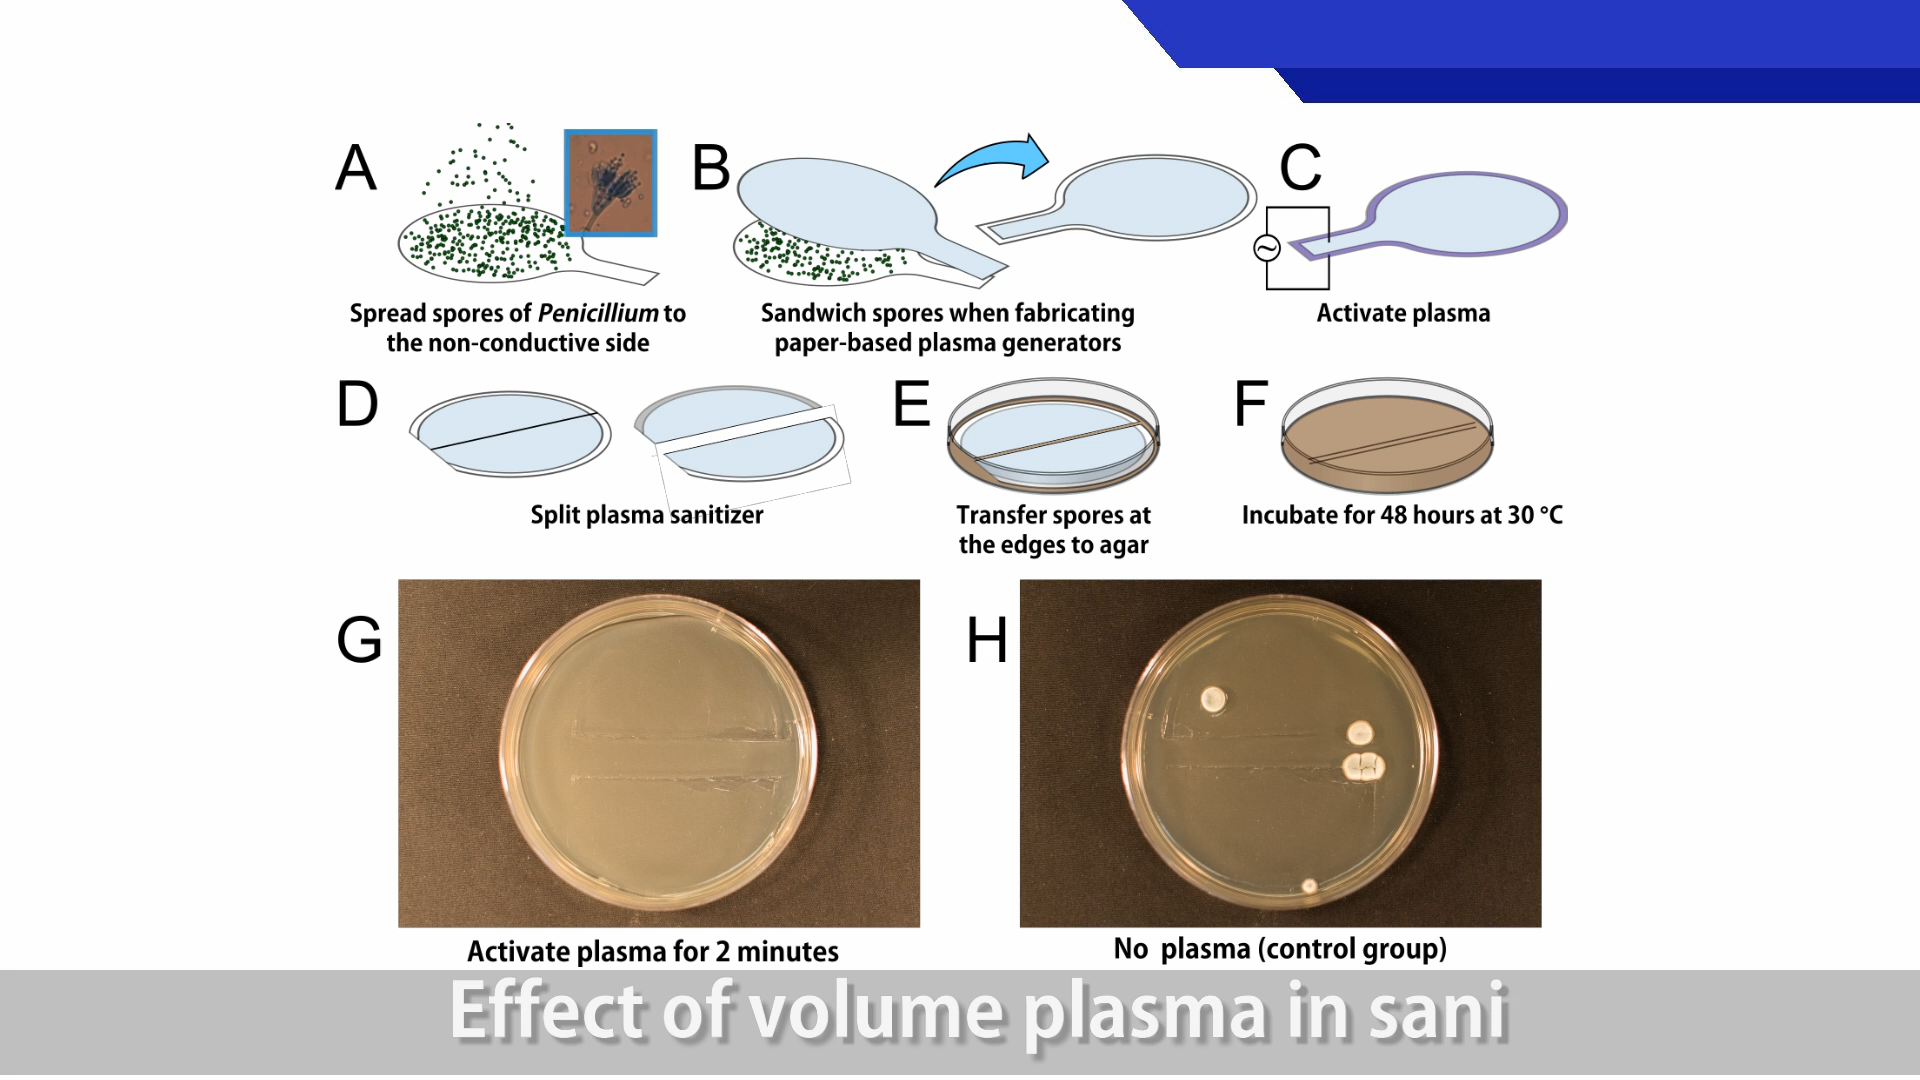 A
B
C
Spread spores of Penicillium to
the non-conductive side
Sandwich spores when fabricating
paper-based plasma generators
Activate plasma
D
E
F
Split plasma sanitizer
Transfer spores at
the edges to agar
Incubate for 48 hours at 30 °C
G
H
Activate plasma for 2 minutes
No plasma (control group)
Effect of volume plasma in sani